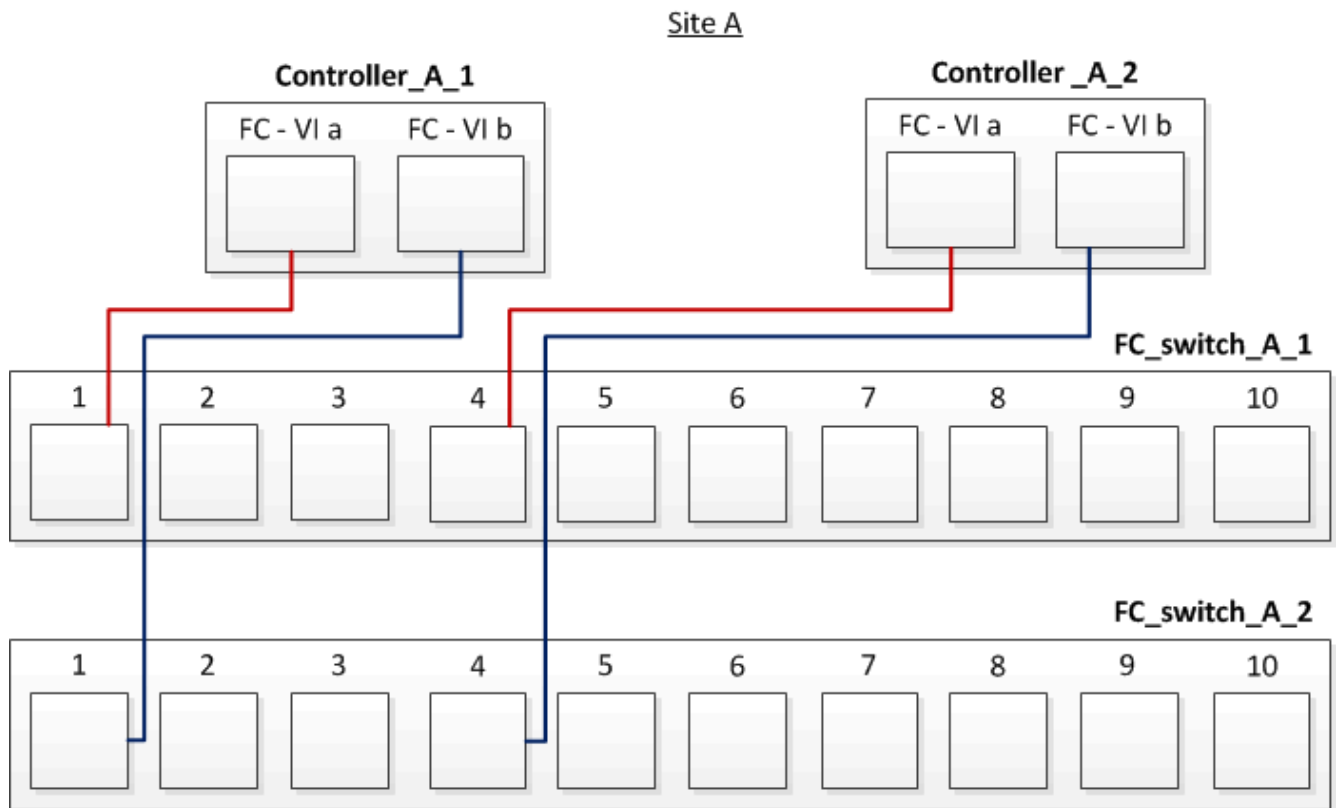 Site A
Controller_A_1
Controller _A_2
FC - VI a
FC - VI b
FC - VI a
FC - VI b
FC_switch_A_1
1 2 3 4 5 6 7 8 9 10
FC_switch_A_2
1 2 3 4 5 6 7 8 9 10